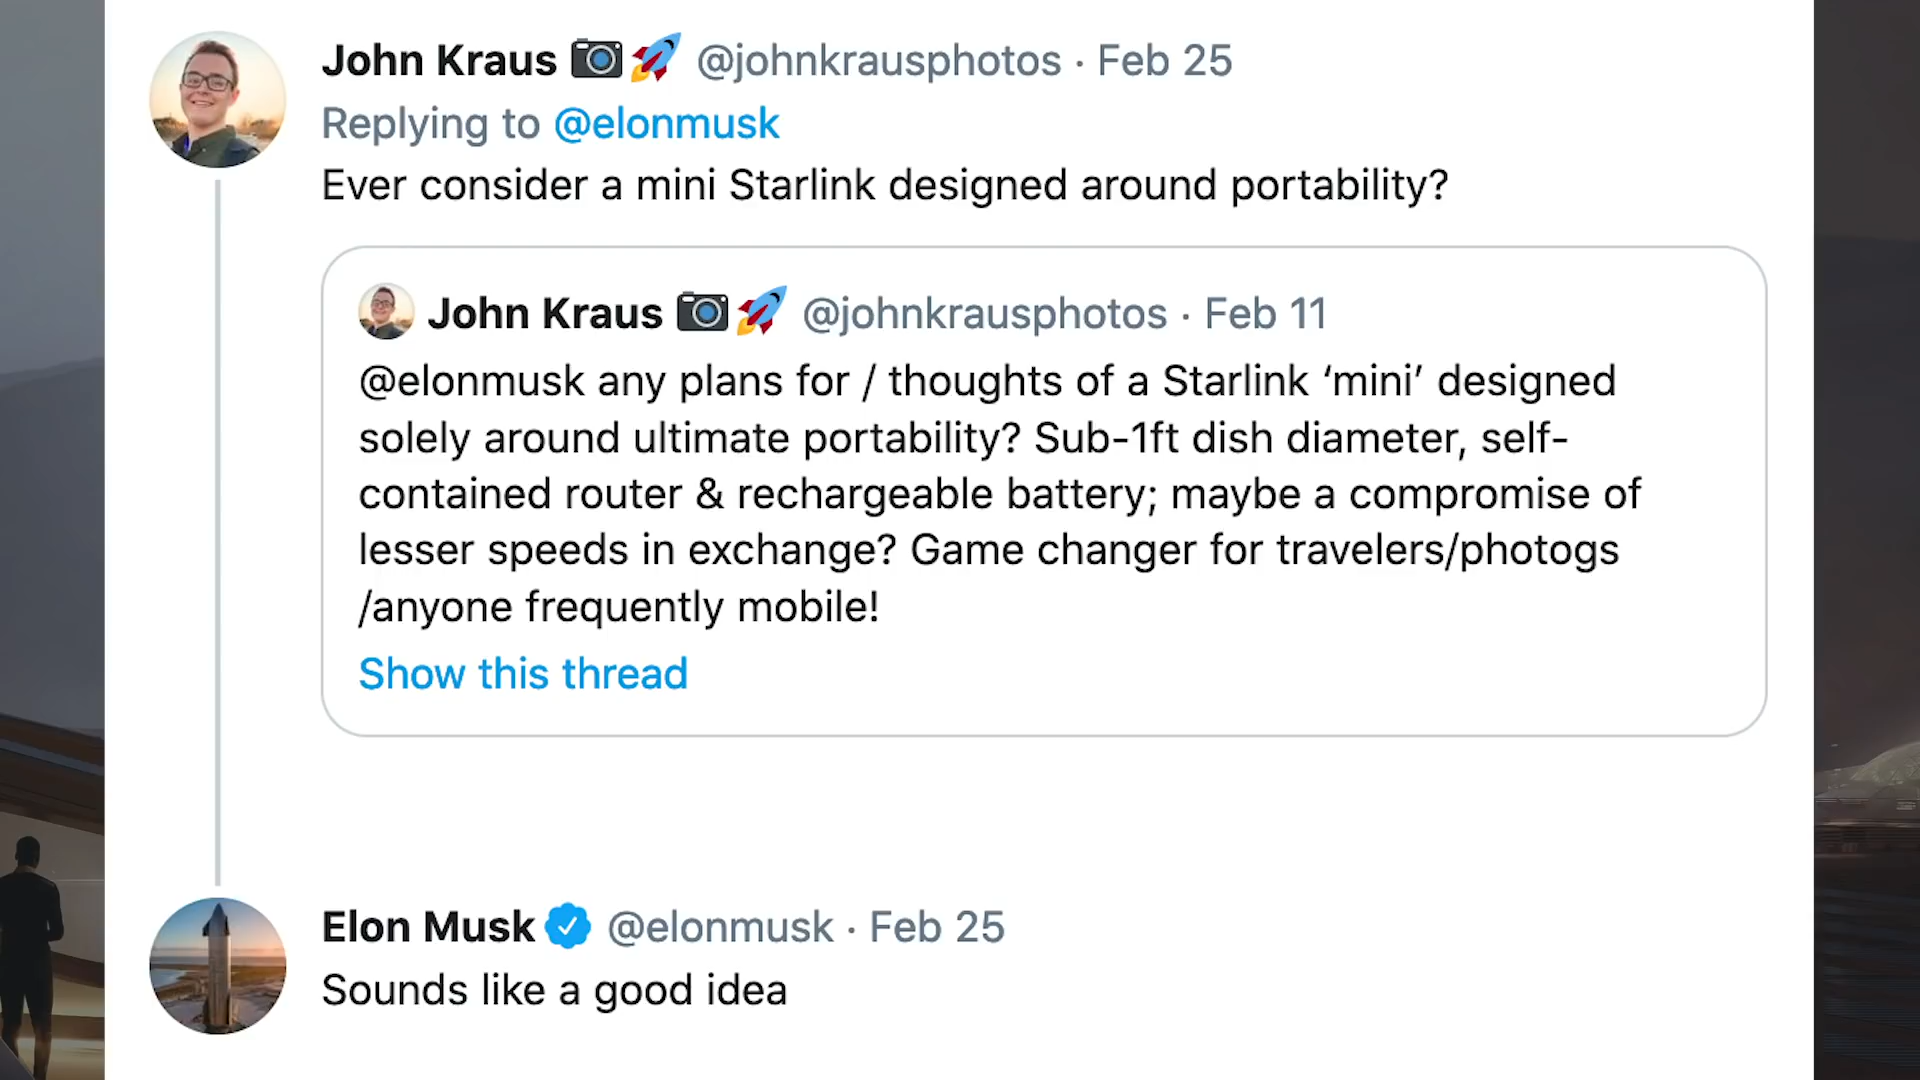 John Kraus 📷🚀 @johnkrausphotos · Feb 25
Replying to @elonmusk
Ever consider a mini Starlink designed around portability?
John Kraus 📷🚀 @johnkrausphotos · Feb 11
@elonmusk any plans for / thoughts of a Starlink ‘mini’ designed
solely around ultimate portability? Sub-1ft dish diameter, self-
contained router & rechargeable battery; maybe a compromise of
lesser speeds in exchange? Game changer for travelers/photogs
/anyone frequently mobile!
Show this thread
Elon Musk @elonmusk · Feb 25
Sounds like a good idea